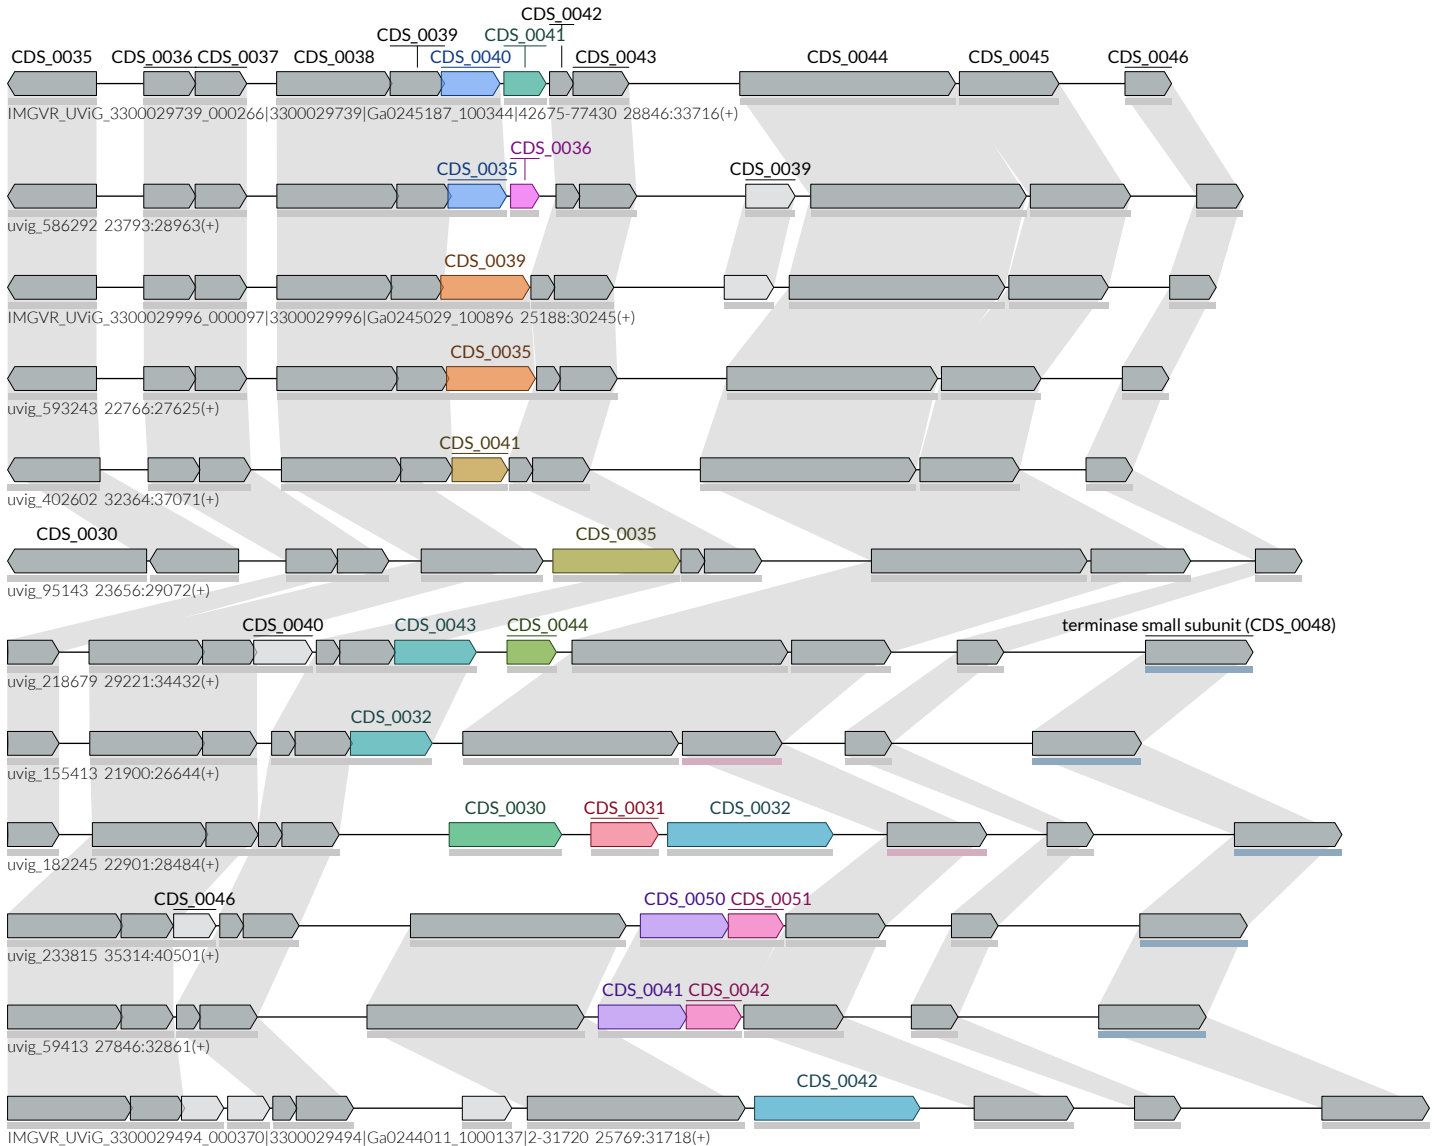 CDS_0042
CDS_0039 CDS_0041
CDS_0035 CDS_0036 CDS_0037 CDS_0038 CDS_0040 CDS_0043 CDS_0044 CDS_0045 CDS_0046
IMGVR_UViG_3300029739_000266|3300029739|Ga0245187_100344|42675-77430 28846:33716(+)
CDS_0036
CDS_0035 CDS_0039
uvig_586292 23793:28963(+)
CDS_0039
IMGVR_UViG_3300029996_000097|3300029996|Ga0245029_100896 25188:30245(+)
CDS_0035
uvig_593243 22766:27625(+)
CDS_0041
uvig_402602 32364:37071(+)
CDS_0030 CDS_0035
uvig_95143 23656:29072(+)
CDS_0040 CDS_0043 CDS_0044 terminase small subunit (CDS_0048)
uvig_218679 29221:34432(+)
CDS_0032
uvig_155413 21900:26644(+)
CDS_0030 CDS_0031 CDS_0032
uvig_182245 22901:28484(+)
CDS_0046 CDS_0050 CDS_0051
uvig_233815 35314:40501(+)
CDS_0041 CDS_0042
uvig_59413 27846:32861(+)
CDS_0042
IMGVR_UViG_3300029494_000370|3300029494|Ga0244011_1000137|2-31720 25769:31718(+)